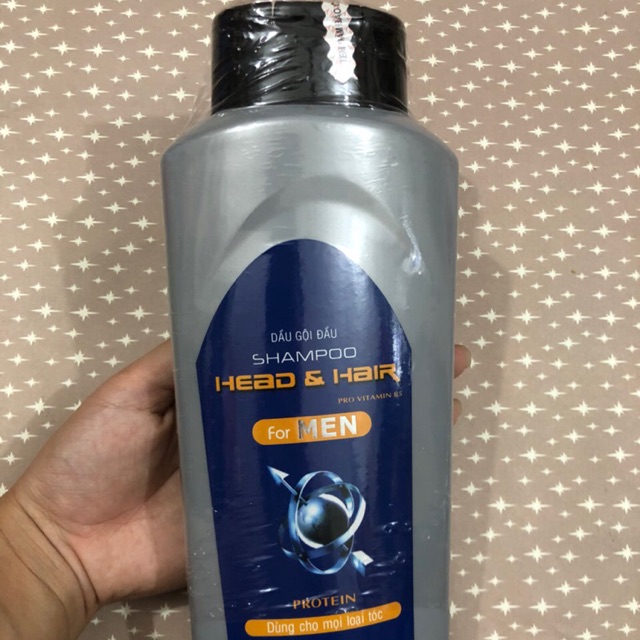 DẦU GỘI ĐẦU
SHAMPOO
HEAD & HAIR
PRO VITAMIN B5
For MEN
PROTEIN
Dùng cho mọi loại tóc